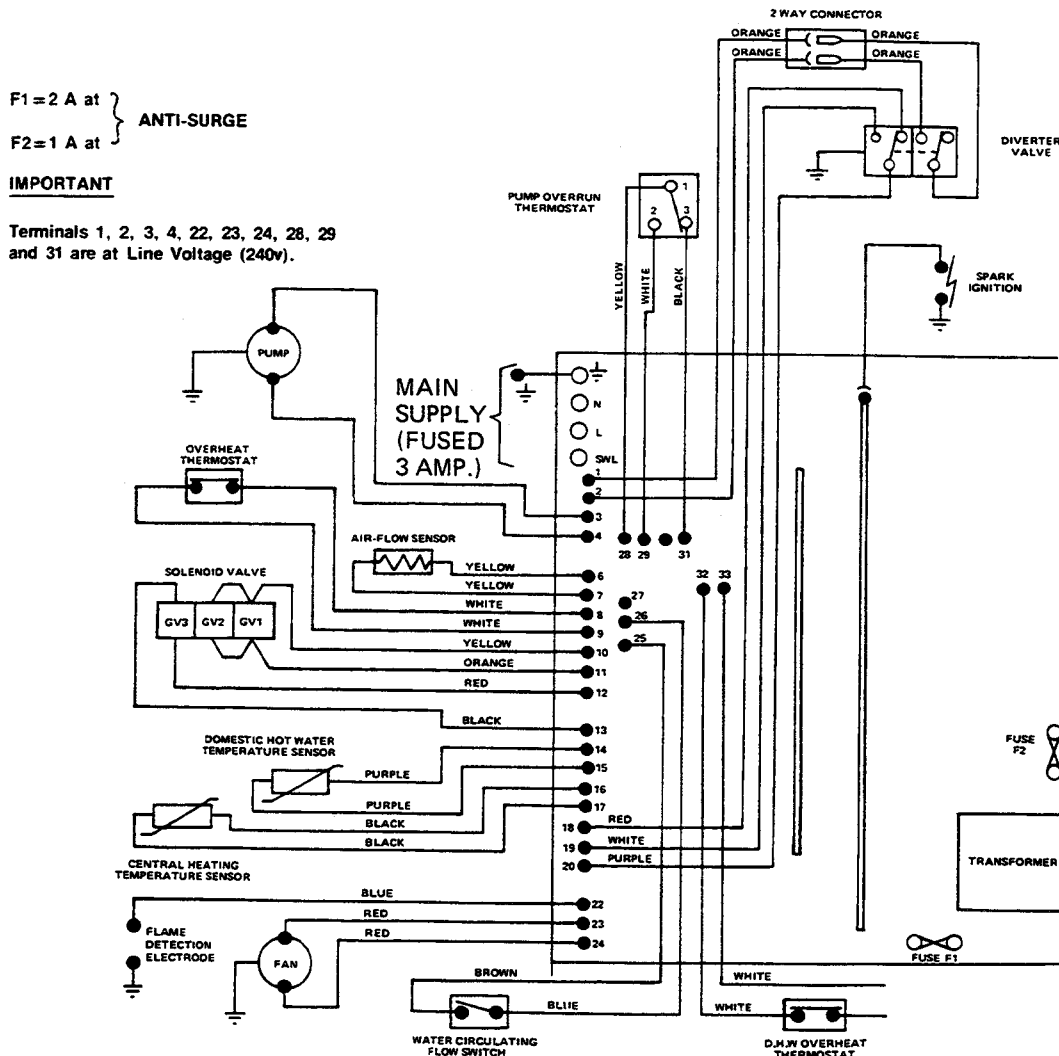 2 WAY CONNECTOR
ORANGE
ORANGE
ORANGE
ORANGE
F1=2 A at
F2=1 A at
ANTI-SURGE
IMPORTANT
Terminals 1, 2, 3, 4, 22, 23, 24, 28, 29
and 31 are at Line Voltage (240v).
DIVERTER
VALVE
PUMP OVERRUN
THERMOSTAT
1
2
3
YELLOW
WHITE
BLACK
SPARK
IGNITION
PUMP
MAIN
SUPPLY
(FUSED
3 AMP.)
N
L
SWL
1
2
3
4
28
29
31
32
33
OVERHEAT
THERMOSTAT
AIR-FLOW SENSOR
YELLOW
6
YELLOW
7
SOLENOID VALVE
GV3
GV2
GV1
WHITE
8
WHITE
9
YELLOW
10
ORANGE
11
RED
12
27
26
25
BLACK
13
DOMESTIC HOT WATER
TEMPERATURE SENSOR
14
PURPLE
15
PURPLE
16
BLACK
17
BLACK
CENTRAL HEATING
TEMPERATURE SENSOR
18
RED
19
WHITE
20
PURPLE
FUSE
F2
TRANSFORMER
BLUE
22
RED
23
RED
24
FLAME
DETECTION
ELECTRODE
FAN
FUSE F1
BROWN
BLUE
WATER CIRCULATING
FLOW SWITCH
WHITE
WHITE
D.H.W OVERHEAT
THERMOSTAT